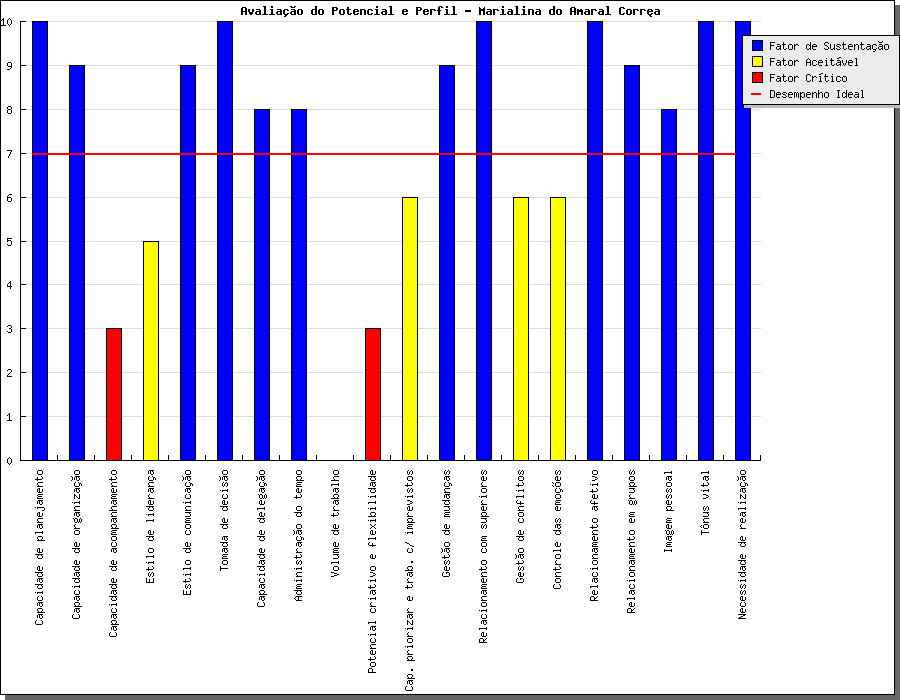 Avaliação do Potencial e Perfil - Marialina do Amaral Corrça
Fator de Sustentação
Fator Aceitável
Fator Crítico
Desempenho Ideal
10
9
8
7
6
5
4
3
2
1
0
Capacidade de planejamento
Capacidade de organização
Capacidade de acompanhamento
Estilo de liderança
Estilo de comunicação
Tomada de decisão
Capacidade de delegação
Administração do tempo
Volume de trabalho
Potencial criativo e flexibilidade
Cap. priorizar e trab. c/ imprevistos
Gestão de mudanças
Relacionamento com superiores
Gestão de conflitos
Controle das emoções
Relacionamento afetivo
Relacionamento em grupos
Imagem pessoal
Tônus vital
Necessidade de realização